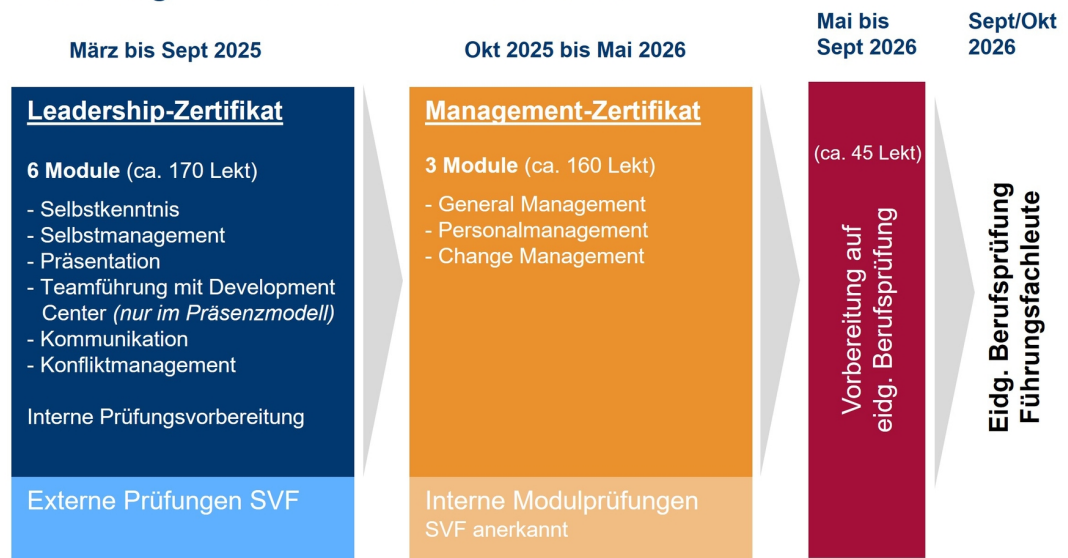 März bis Sept 2025
Leadership-Zertifikat
6 Module (ca. 170 Lekt)
- Selbstkenntnis
- Selbstmanagement
- Präsentation
- Teamführung mit Development
Center (nur im Präsenzmodell)
- Kommunikation
- Konfliktmanagement
Interne Prüfungsvorbereitung
Externe Prüfungen SVF
Okt 2025 bis Mai 2026
Management-Zertifikat
3 Module (ca. 160 Lekt)
- General Management
- Personalmanagement
- Change Management
Interne Modulprüfungen
SVF anerkannt
Mai bis
Sept 2026
(ca. 45 Lekt)
Vorbereitung auf
eidg. Berufsprüfung
Sept/Okt
2026
Eidg. Berufsprüfung
Führungsfachleute